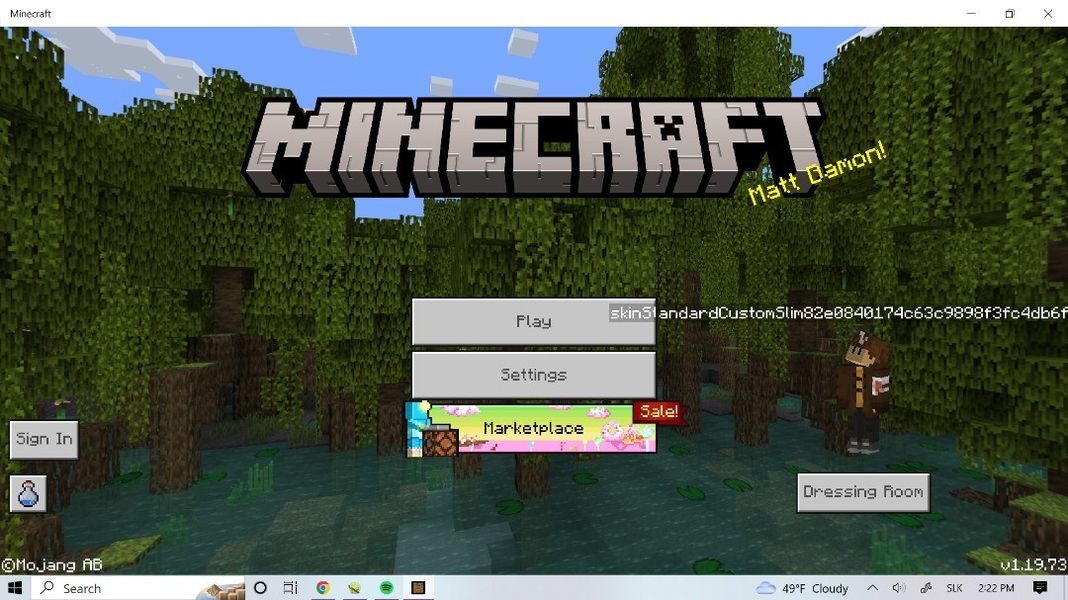 Minecraft
MINECRAFT
Matt Damon!
Play
skinStandardCustomSlim82e0840174c63c9898f3fc4db6f
Settings
Sale!
Marketplace
Sign In
Dressing Room
©Mojang AB
v1.19.73
Search
49°F Cloudy
SLK
2:22 PM